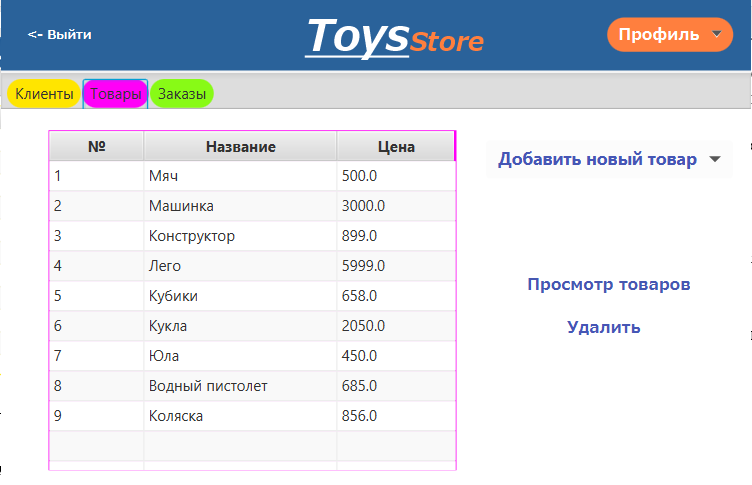 <- Выйти
ToysStore
Профиль
Клиенты Товары Заказы
№ Название Цена
1 Мяч 500.0
2 Машинка 3000.0
3 Конструктор 899.0
4 Лего 5999.0
5 Кубики 658.0
6 Кукла 2050.0
7 Юла 450.0
8 Водный пистолет 685.0
9 Коляска 856.0
Добавить новый товар
Просмотр товаров
Удалить